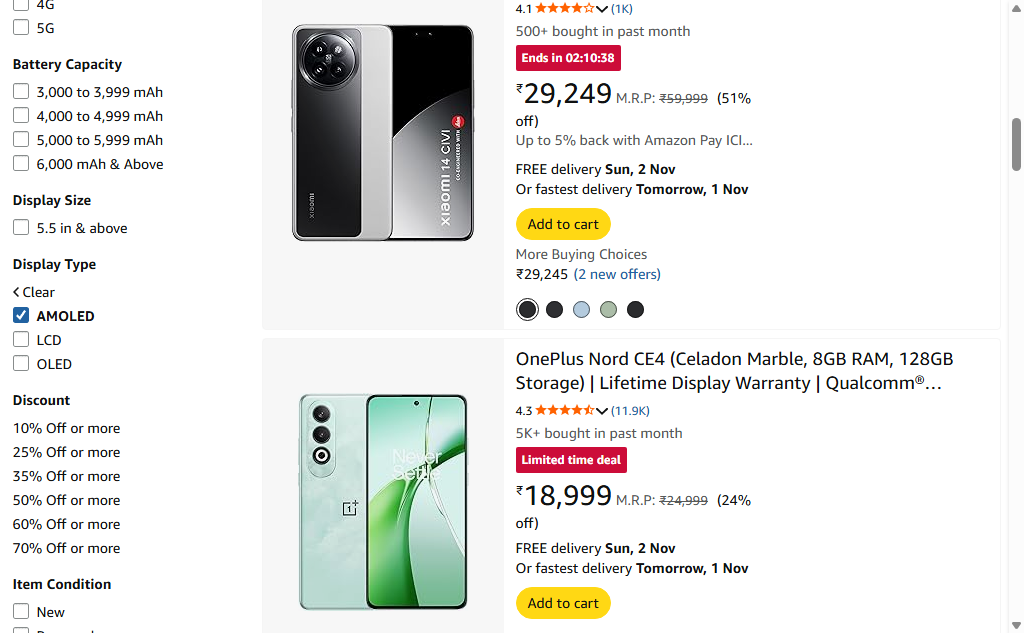 4G
5G
Battery Capacity
3,000 to 3,999 mAh
4,000 to 4,999 mAh
5,000 to 5,999 mAh
6,000 mAh & Above
Display Size
5.5 in & above
Display Type
Clear
AMOLED
LCD
OLED
Discount
10% Off or more
25% Off or more
35% Off or more
50% Off or more
60% Off or more
70% Off or more
Item Condition
New
xiaomi
XIAOMI 14 CIVI
CO-ENGINEERED WITH
4.1 (1K)
500+ bought in past month
Ends in 02:10:38
₹29,249 M.R.P: ₹59,999 (51%
off)
Up to 5% back with Amazon Pay ICI...
FREE delivery Sun, 2 Nov
Or fastest delivery Tomorrow, 1 Nov
Add to cart
More Buying Choices
₹29,245 (2 new offers)
Never
Settle
1+
OnePlus Nord CE4 (Celadon Marble, 8GB RAM, 128GB
Storage) | Lifetime Display Warranty | Qualcomm®...
4.3 (11.9K)
5K+ bought in past month
Limited time deal
₹18,999 M.R.P: ₹24,999 (24%
off)
FREE delivery Sun, 2 Nov
Or fastest delivery Tomorrow, 1 Nov
Add to cart